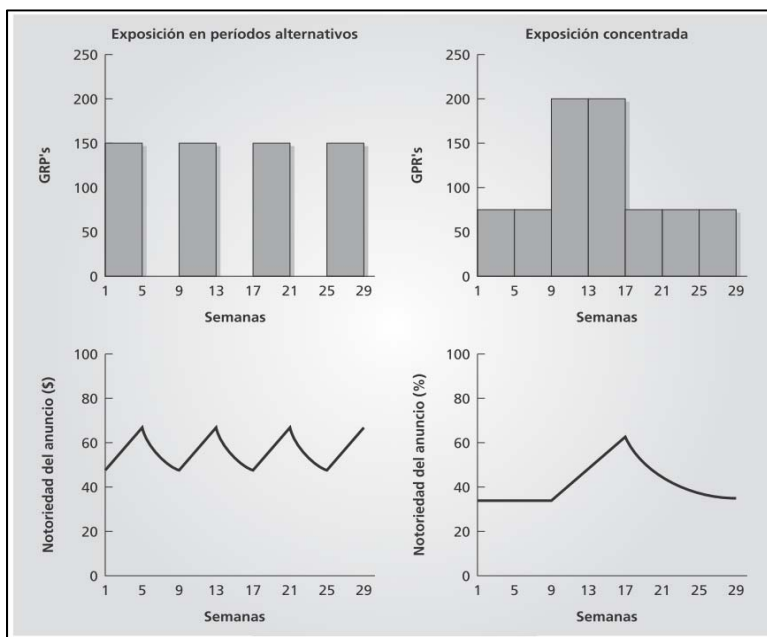 Exposición en períodos alternativos
250
200
150
100
50
0
GRP's
1 5 9 13 17 21 25 29
Semanas
Exposición concentrada
250
200
150
100
50
0
GPR's
1 5 9 13 17 21 25 29
Semanas
100
80
60
40
20
0
Notoriedad del anuncio ($)
1 5 9 13 17 21 25 29
Semanas
100
80
60
40
20
0
Notoriedad del anuncio (%)
1 5 9 13 17 21 25 29
Semanas